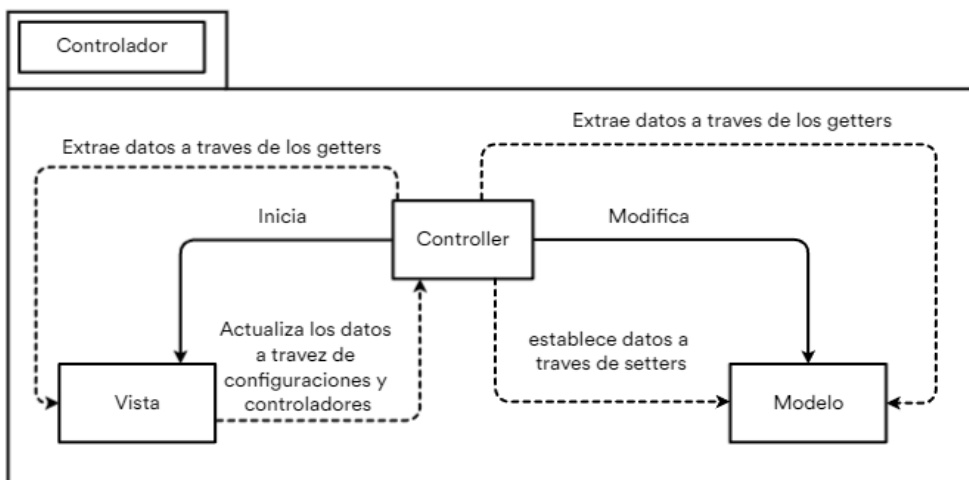 Controlador
Extrae datos a traves de los getters
Extrae datos a traves de los getters
Inicia
Controller
Modifica
Actualiza los datos
a travez de
configuraciones y
controladores
establece datos a
traves de setters
Vista
Modelo